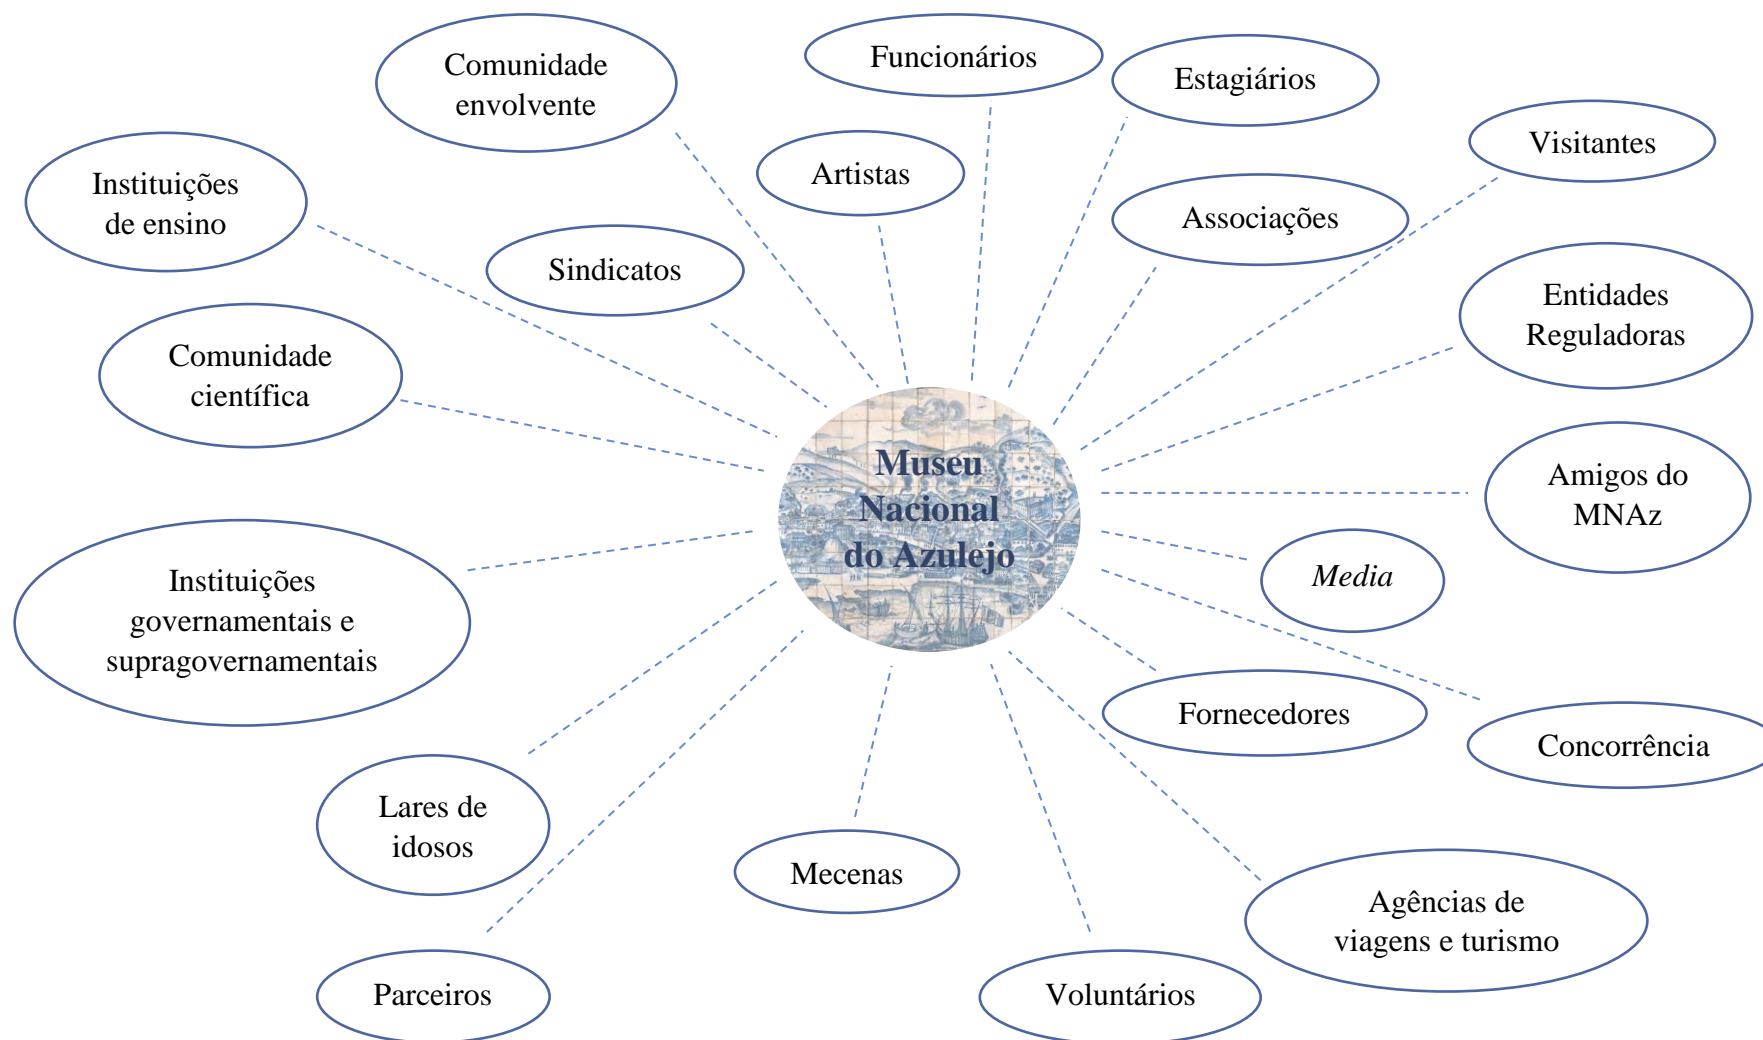 Comunidade
envolvente
Funcionários
Estagiários
Visitantes
Artistas
Instituições
de ensino
Associações
Sindicatos
Entidades
Reguladoras
Comunidade
científica
Museu
Nacional
do Azulejo
Amigos do
MNAz
Media
Instituições
governamentais e
supragovernamentais
Fornecedores
Concorrência
Lares de
idosos
Mecenas
Agências de
viagens e turismo
Parceiros
Voluntários